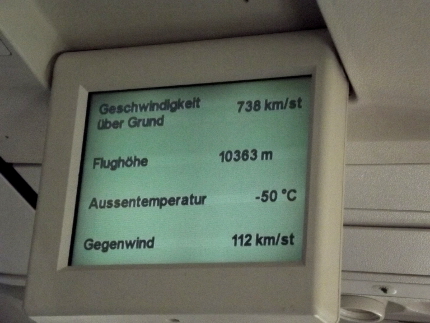 Geschwindigkeit 738 km/st
über Grund
Flughöhe 10363 m
Aussentemperatur -50 °C
Gegenwind 112 km/st